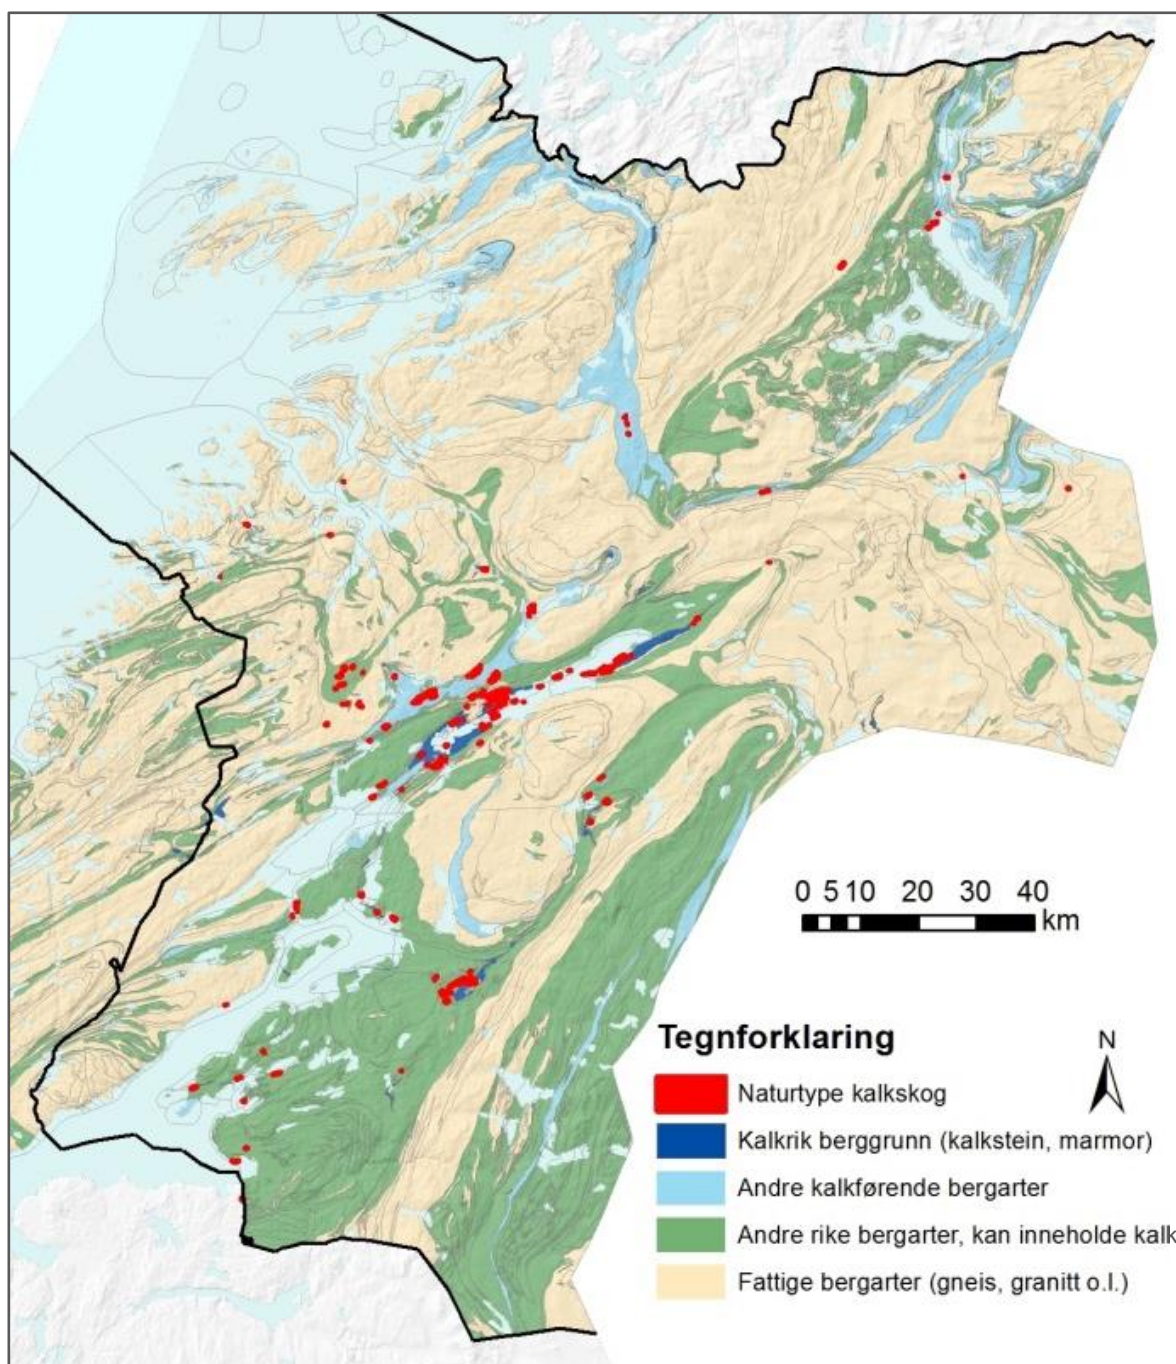 0 5 10 20 30 40
km
Tegnforklaring
N
Naturtype kalkskog
Kalkrik berggrunn (kalkstein, marmor)
Andre kalkførende bergarter
Andre rike bergarter, kan inneholde kalk
Fattige bergarter (gneis, granitt o.l.)